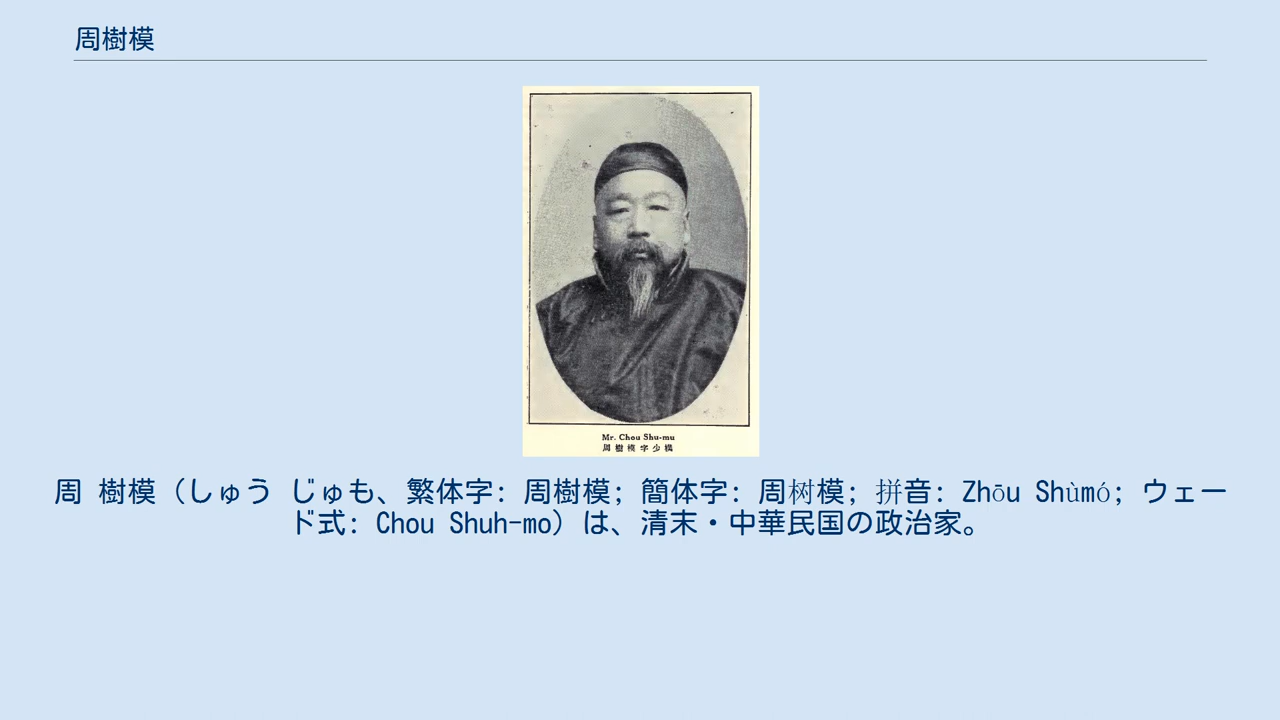 周樹模
Mr. Chou Shu-mu
周樹模字少樸
周 樹模（しゅう じゅも、繁体字: 周樹模; 簡体字: 周树模; 拼音: Zhōu Shùmó; ウェー
ド式: Chou Shuh-mo）は、清末・中華民国の政治家。